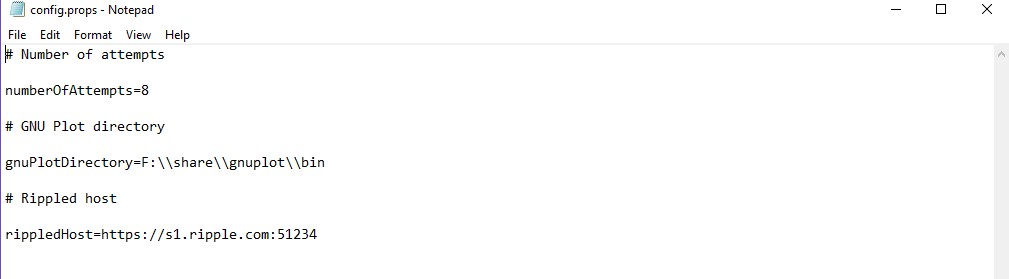 config.props - Notepad
File Edit Format View Help
# Number of attempts
numberOfAttempts=8
# GNU Plot directory
gnuPlotDirectory=F:\\share\\gnuplot\\bin
# Rippled host
rippledHost=https://s1.ripple.com:51234